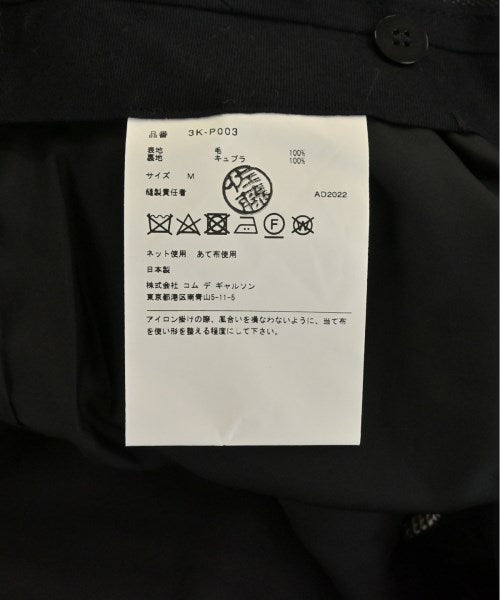 品番 3K-P003
表地 毛 100%
裏地 キュプラ 100%
サイズ M
佐藤
縫製責任者 AD2022
ネット使用 あて布使用
日本製
株式会社 コム デ ギャルソン
東京都港区南青山5-11-5
アイロン掛けの際、風合いを損なわないように、当て布
を使い形を整える程度にして下さい。